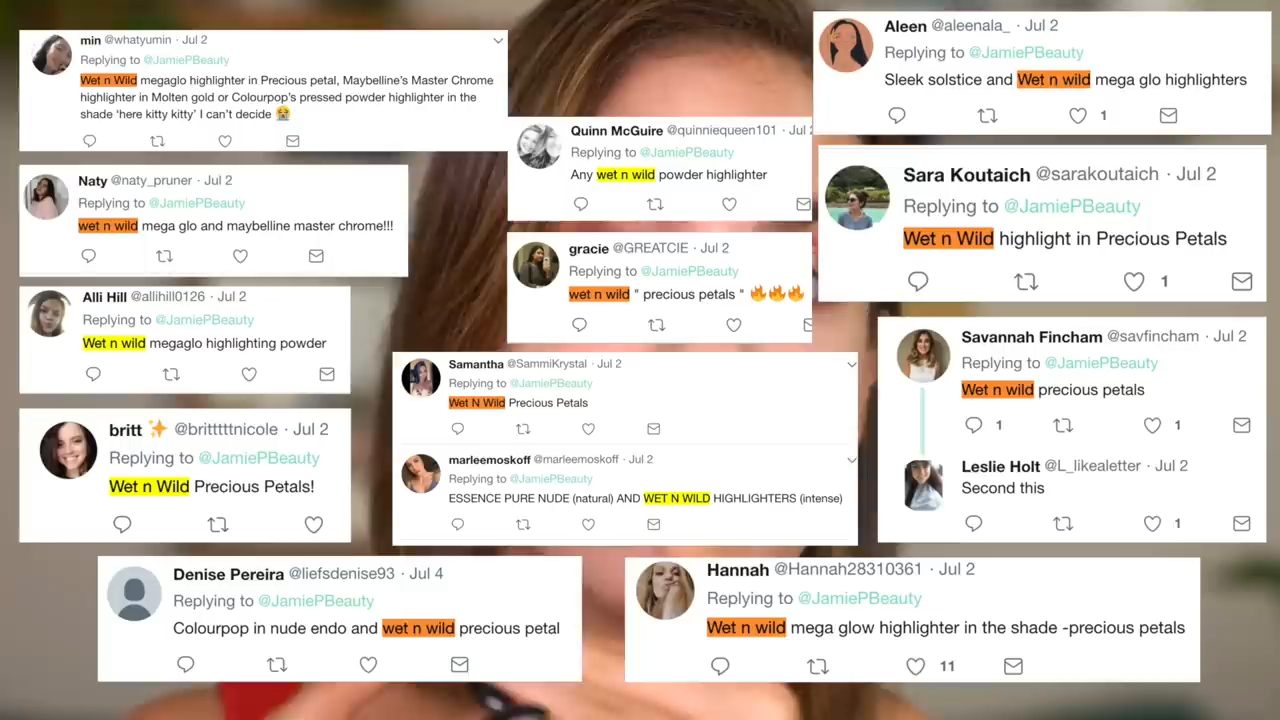 min @whatyumin · Jul 2
Replying to @JamiePBeauty
Wet n Wild megaglo highlighter in Precious petal, Maybelline's Master Chrome
highlighter in Molten gold or Colourpop's pressed powder highlighter in the
shade 'here kitty kitty' I can't decide 😭
Naty @naty_pruner · Jul 2
Replying to @JamiePBeauty
wet n wild mega glo and maybelline master chrome!!!
Alli Hill @allihill0126 · Jul 2
Replying to @JamiePBeauty
Wet n wild megaglo highlighting powder
britt ✨ @brittttnicole · Jul 2
Replying to @JamiePBeauty
Wet n Wild Precious Petals!
Quinn McGuire @quinniequeen101 · Jul
Replying to @JamiePBeauty
Any wet n wild powder highlighter
gracie @GREATCIE · Jul 2
Replying to @JamiePBeauty
wet n wild " precious petals " 🔥🔥🔥
Samantha @SammiKrystal · Jul 2
Replying to @JamiePBeauty
Wet N Wild Precious Petals
marleemoskoff @marleemoskoff · Jul 2
Replying to @JamiePBeauty
ESSENCE PURE NUDE (natural) AND WET N WILD HIGHLIGHTERS (intense)
Aleen @aleenala_ · Jul 2
Replying to @JamiePBeauty
Sleek solstice and Wet n wild mega glo highlighters
1
Sara Koutaich @sarakoutaich · Jul 2
Replying to @JamiePBeauty
Wet n Wild highlight in Precious Petals
1
Savannah Fincham @savfincham · Jul 2
Replying to @JamiePBeauty
Wet n wild precious petals
1 1
Leslie Holt @L_likealetter · Jul 2
Second this
1
Denise Pereira @liefsdenise93 · Jul 4
Replying to @JamiePBeauty
Colourpop in nude endo and wet n wild precious petal
Hannah @Hannah28310361 · Jul 2
Replying to @JamiePBeauty
Wet n wild mega glow highlighter in the shade -precious petals
11